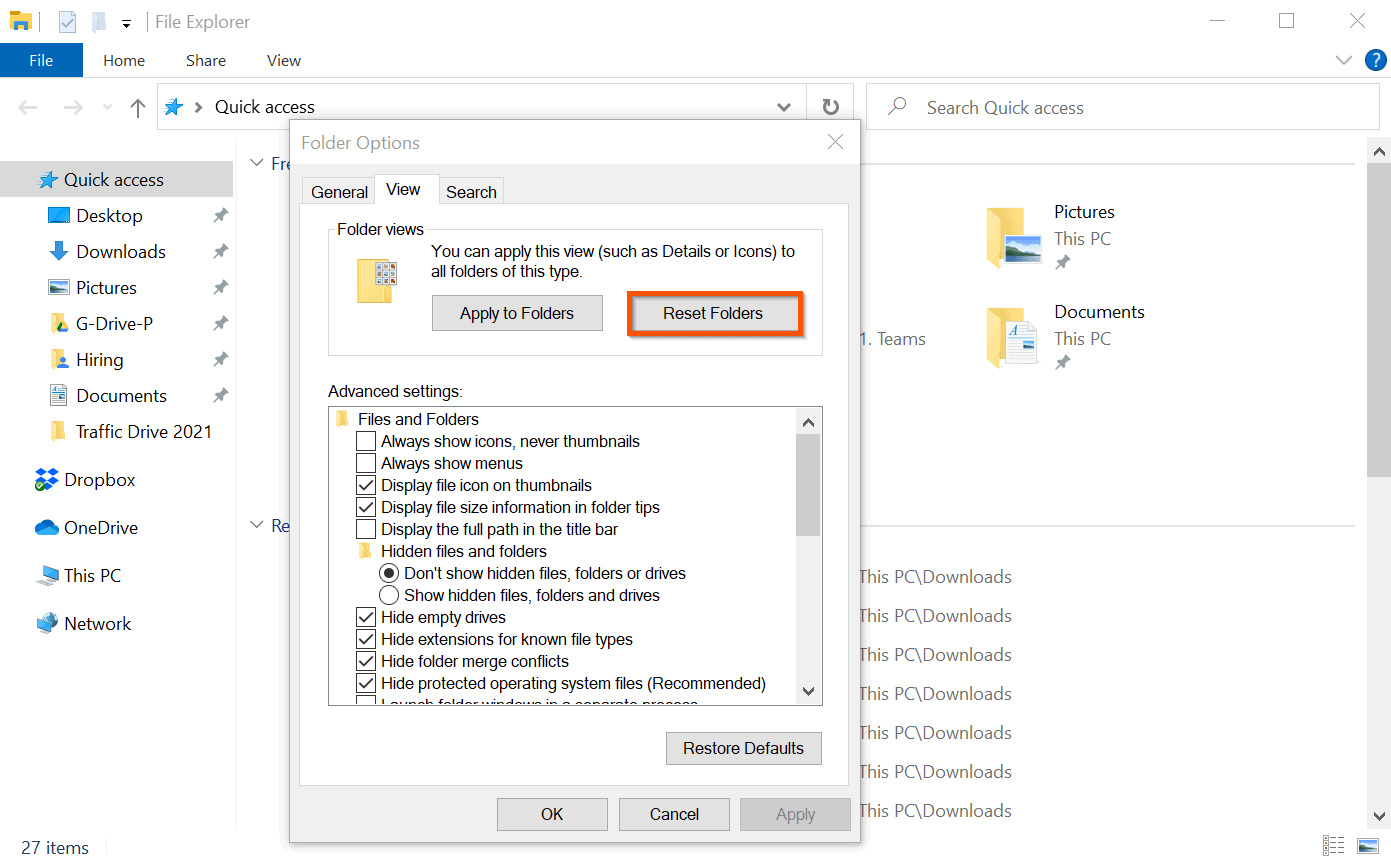 File Explorer
File
Home
Share
View
?
Quick access
Search Quick access
Quick access
Desktop
Downloads
Pictures
G-Drive-P
Hiring
Documents
Traffic Drive 2021
Dropbox
OneDrive
This PC
Network
Folder Options
General
View
Search
Folder views
You can apply this view (such as Details or Icons) to
all folders of this type.
Apply to Folders
Reset Folders
Advanced settings:
Files and Folders
Always show icons, never thumbnails
Always show menus
Display file icon on thumbnails
Display file size information in folder tips
Display the full path in the title bar
Hidden files and folders
Don't show hidden files, folders or drives
Show hidden files, folders and drives
Hide empty drives
Hide extensions for known file types
Hide folder merge conflicts
Hide protected operating system files (Recommended)
Launch folder windows in a separate process
Restore Defaults
OK
Cancel
Apply
Pictures
This PC
1. Teams
Documents
This PC
This PC\Downloads
This PC\Downloads
This PC\Downloads
This PC\Downloads
This PC\Downloads
This PC\Downloads
This PC\Downloads
27 items